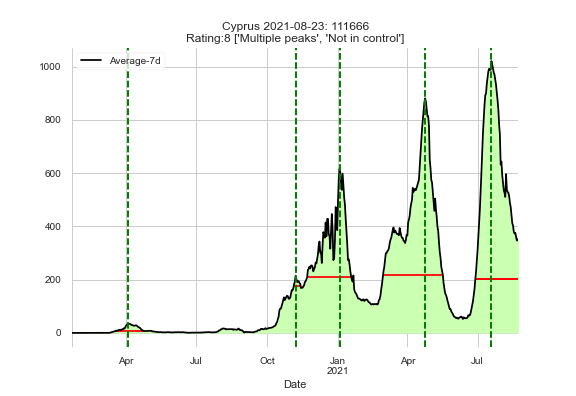 Cyprus 2021-08-23: 111666
Rating:8 ['Multiple peaks', 'Not in control']
Average-7d
1000
800
600
400
200
0
Apr Jul Oct Jan Apr Jul
2021
Date